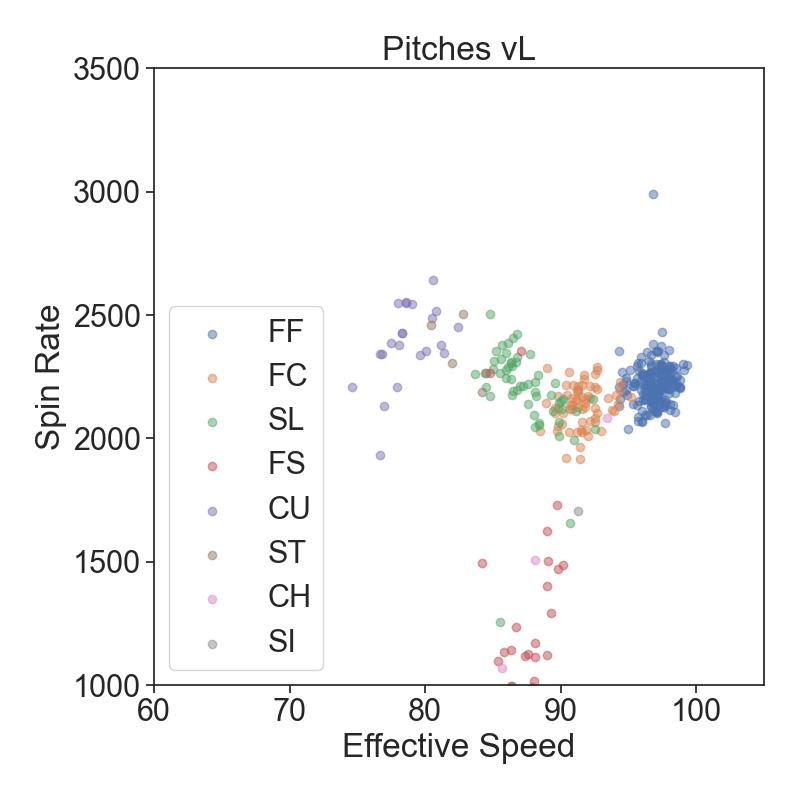 Pitches vL
3500
3000
2500
2000
1500
1000
Spin Rate
FF
FC
SL
FS
CU
ST
CH
SI
60 70 80 90 100
Effective Speed